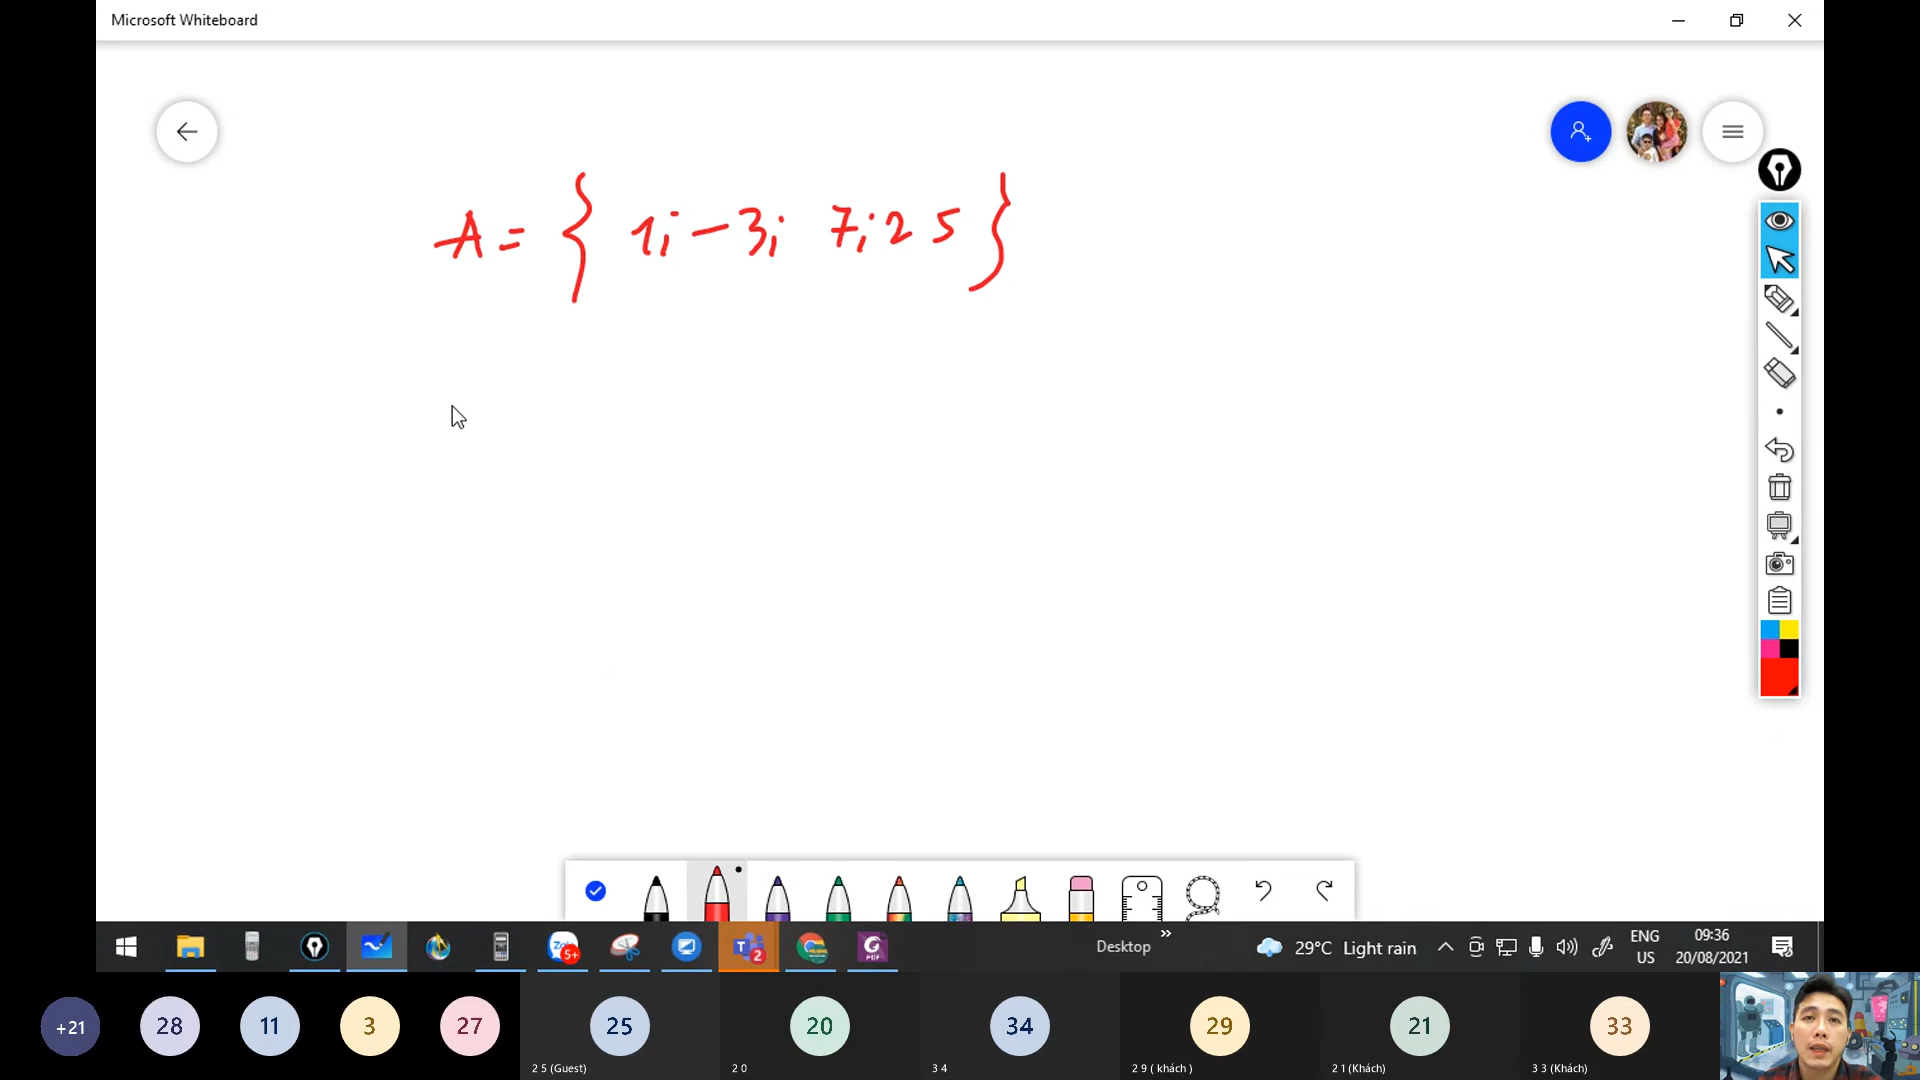 Microsoft Whiteboard
A = { 1; -3; 7; 2 5 }
Desktop
»
29°C Light rain
ENG
US
09:36
20/08/2021
+21
28
11
3
27
25
20
34
29
21
33
2 5 (Guest)
2 0
3 4
2 9 ( khách )
2 1 (Khách)
3 3 (Khách)